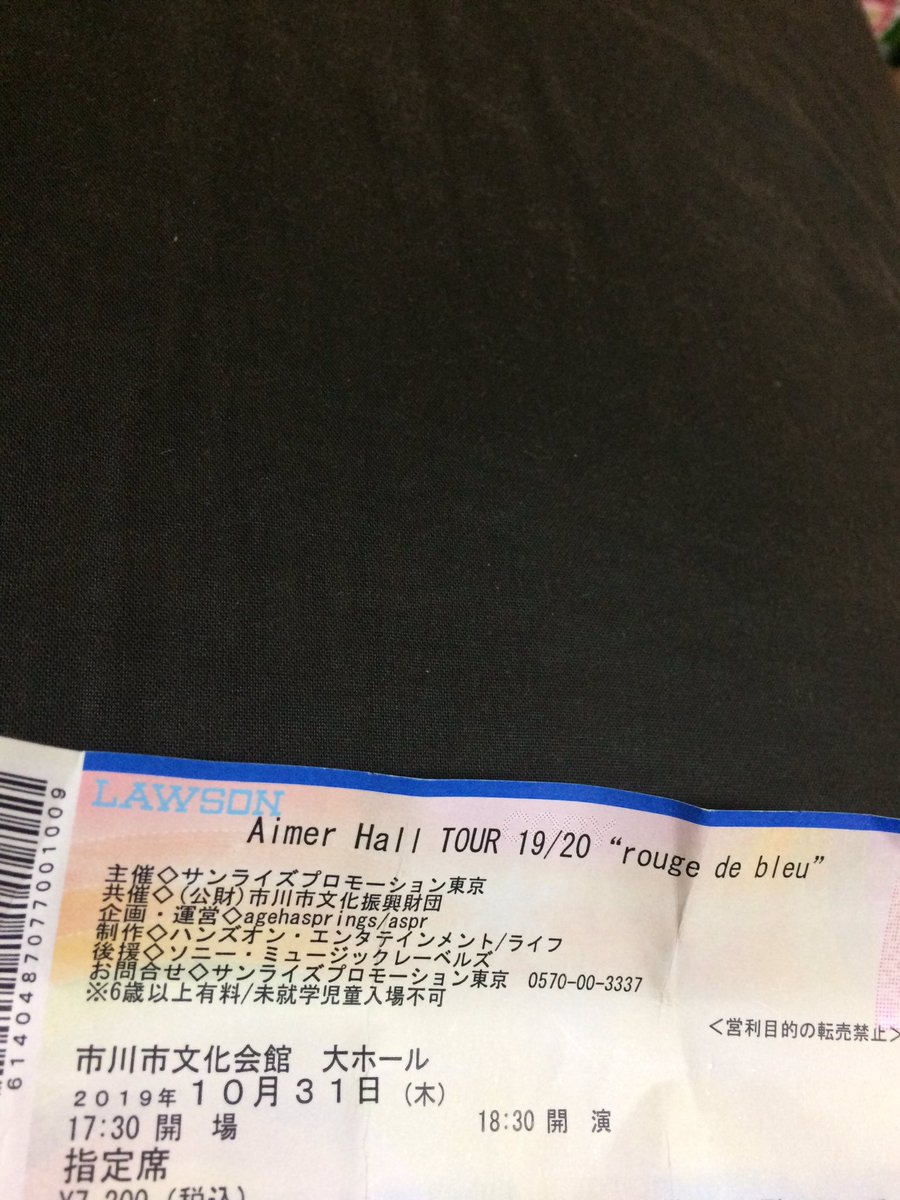 LAWSON
Aimer Hall TOUR 19/20 “rouge de bleu”
主催◇サンライズプロモーション東京
共催◇(公財)市川市文化振興財団
企画・運営◇agehasprings/aspr
制作◇ハンズオン・エンタテインメント/ライフ
後援◇ソニー・ミュージックレーベルズ
お問合せ◇サンライズプロモーション東京 0570-00-3337
※6歳以上有料/未就学児童入場不可
<営利目的の転売禁止>
市川市文化会館 大ホール
2019年10月31日(木)
17:30 開 場 18:30 開 演
指定席
¥7,200(税込)
6140487077001009